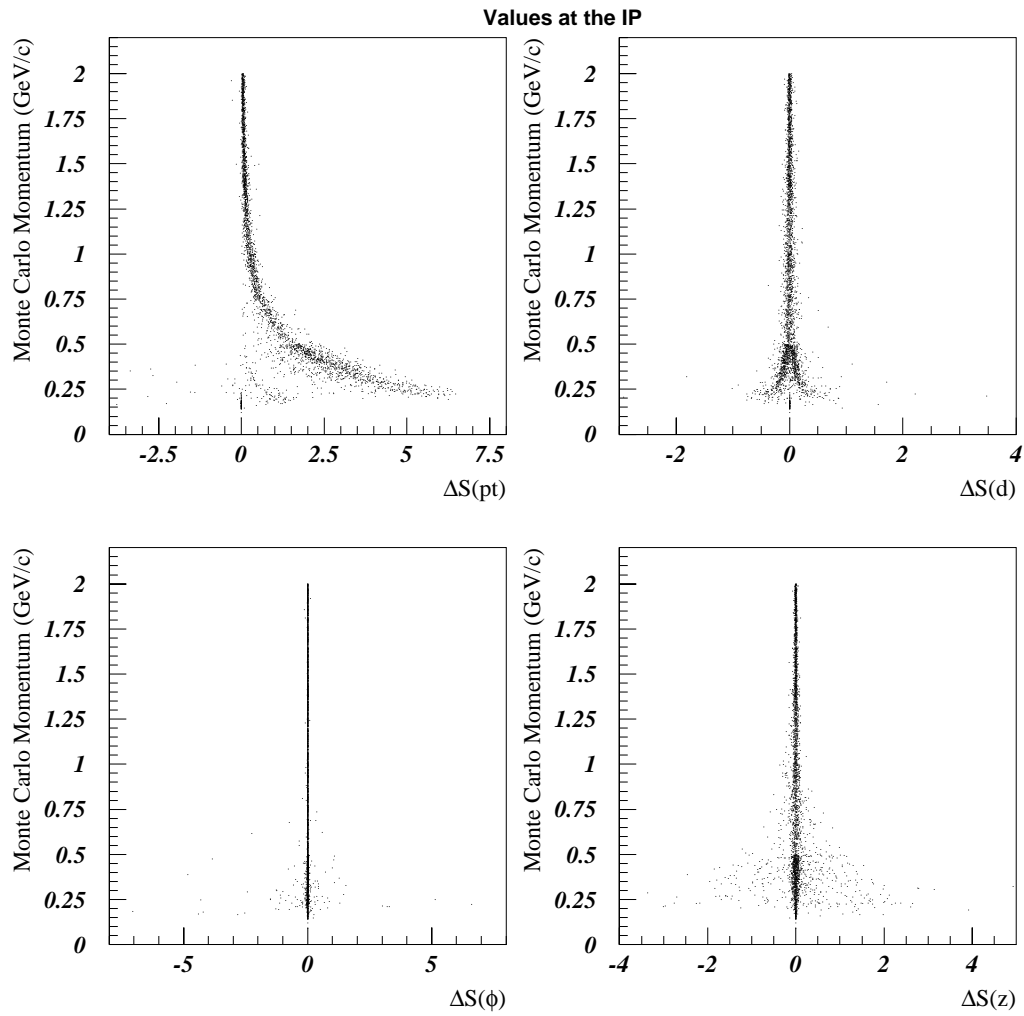 Values at the IP
Monte Carlo Momentum (GeV/c)
2
1.75
1.5
1.25
1
0.75
0.5
0.25
0
-2.5 0 2.5 5 7.5
ΔS(pt)
Monte Carlo Momentum (GeV/c)
2
1.75
1.5
1.25
1
0.75
0.5
0.25
0
-2 0 2 4
ΔS(d)
Monte Carlo Momentum (GeV/c)
2
1.75
1.5
1.25
1
0.75
0.5
0.25
0
-5 0 5
ΔS(ϕ)
Monte Carlo Momentum (GeV/c)
2
1.75
1.5
1.25
1
0.75
0.5
0.25
0
-4 -2 0 2 4
ΔS(z)